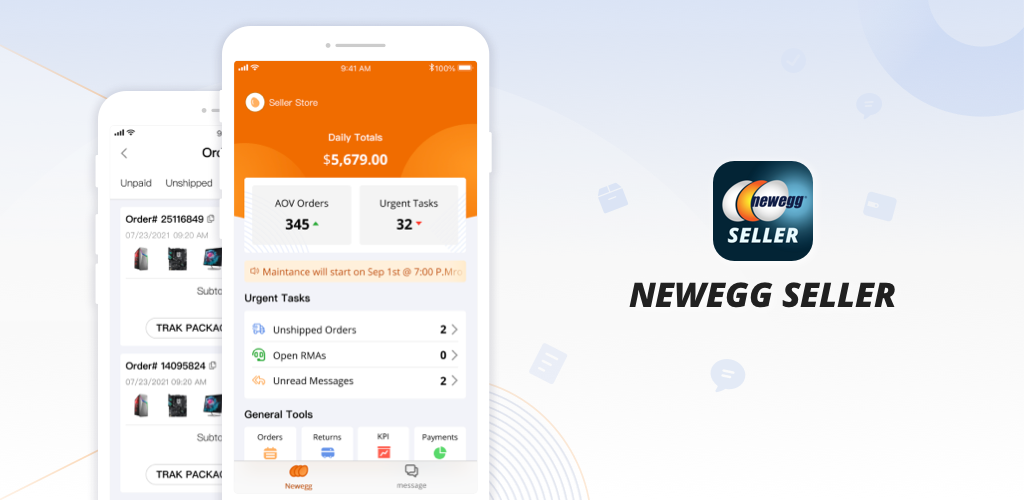 Orc
Unpaid Unshipped
Order# 25116849
07/23/2021 09:20 AM
Subto
TRAK PACKAG
Order# 14095824
07/23/2021 09:20 AM
Subto
TRAK PACKAG
9:41 AM 100%
Seller Store
Daily Totals
$5,679.00
AOV Orders Urgent Tasks
345 32
Maintance will start on Sep 1st @ 7:00 P.Mro
Urgent Tasks
Unshipped Orders 2
Open RMAs 0
Unread Messages 2
General Tools
Orders Returns KPI Payments
Newegg message
newegg
SELLER
NEWEGG SELLER